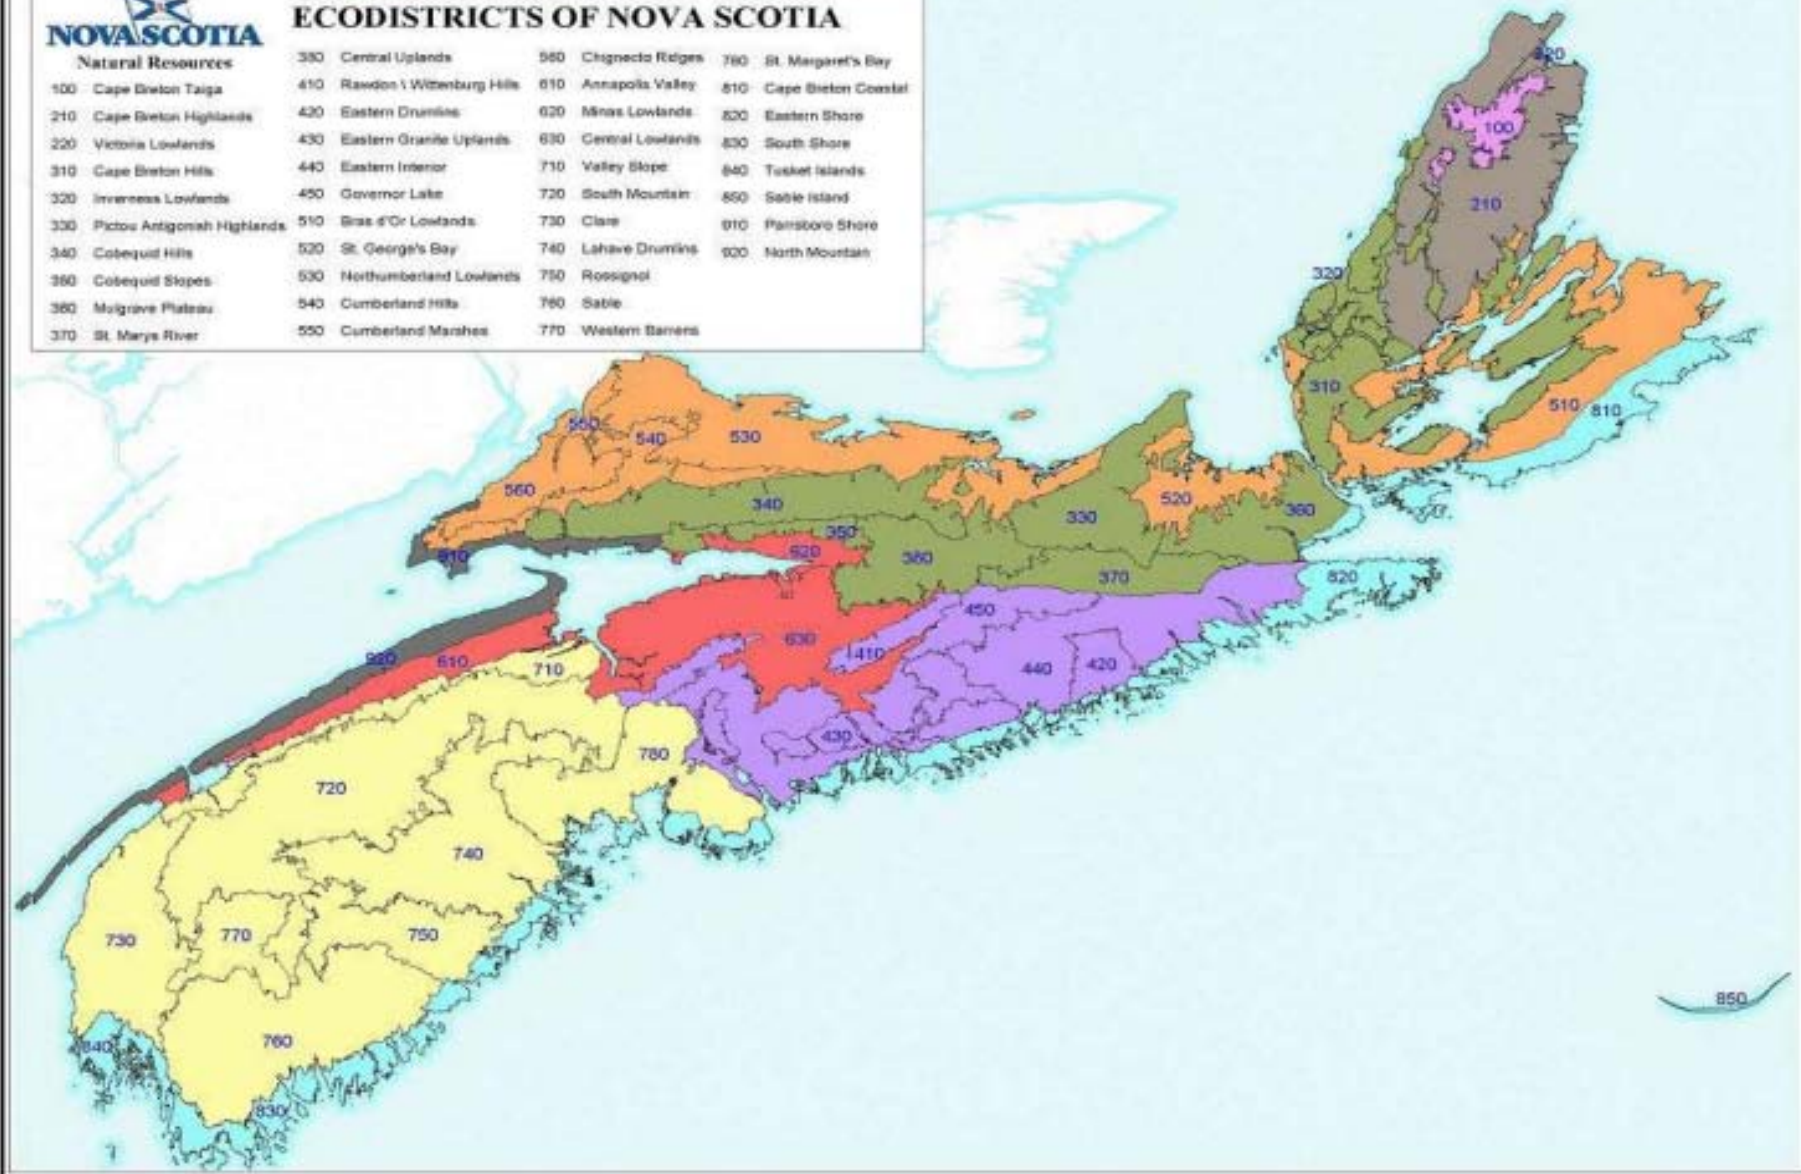 NOVA SCOTIA
Natural Resources
ECODISTRICTS OF NOVA SCOTIA
100 Cape Breton Taiga
210 Cape Breton Highlands
220 Victoria Lowlands
310 Cape Breton Hills
320 Inverness Lowlands
330 Pictou Antigonish Highlands
340 Cobequid Hills
350 Cobequid Slopes
360 Mulgrave Plateau
370 St. Marys River
380 Central Uplands
410 Rawdon \ Wittenburg Hills
420 Eastern Drumlins
430 Eastern Granite Uplands
440 Eastern Interior
450 Governor Lake
510 Bras d'Or Lowlands
520 St. George's Bay
530 Northumberland Lowlands
540 Cumberland Hills
550 Cumberland Marshes
560 Chignecto Ridges
610 Annapolis Valley
620 Minas Lowlands
630 Central Lowlands
710 Valley Slope
720 South Mountain
730 Clare
740 Lahave Drumlins
750 Rossignol
760 Sable
770 Western Barrens
780 St. Margaret's Bay
810 Cape Breton Coastal
820 Eastern Shore
830 South Shore
840 Tusket Islands
850 Sable Island
910 Parrsboro Shore
920 North Mountain
220
100
210
320
310
510 810
550
540
530
560
340
520
360
330
350
910
620
380
370
820
450
630
410
920
610
710
440
420
430
780
720
740
730
770
750
850
760
840
830